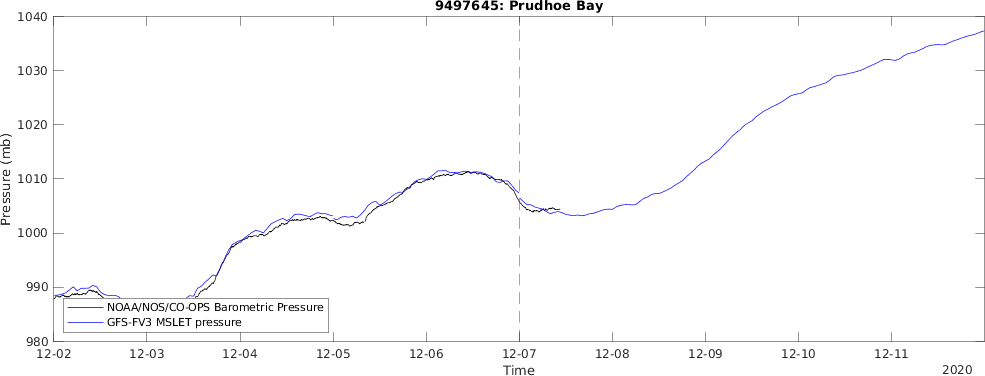 9497645: Prudhoe Bay
Pressure (mb)
1040
1030
1020
1010
1000
990
980
NOAA/NOS/CO-OPS Barometric Pressure
GFS-FV3 MSLET pressure
12-02 12-03 12-04 12-05 12-06 12-07 12-08 12-09 12-10 12-11
Time
2020